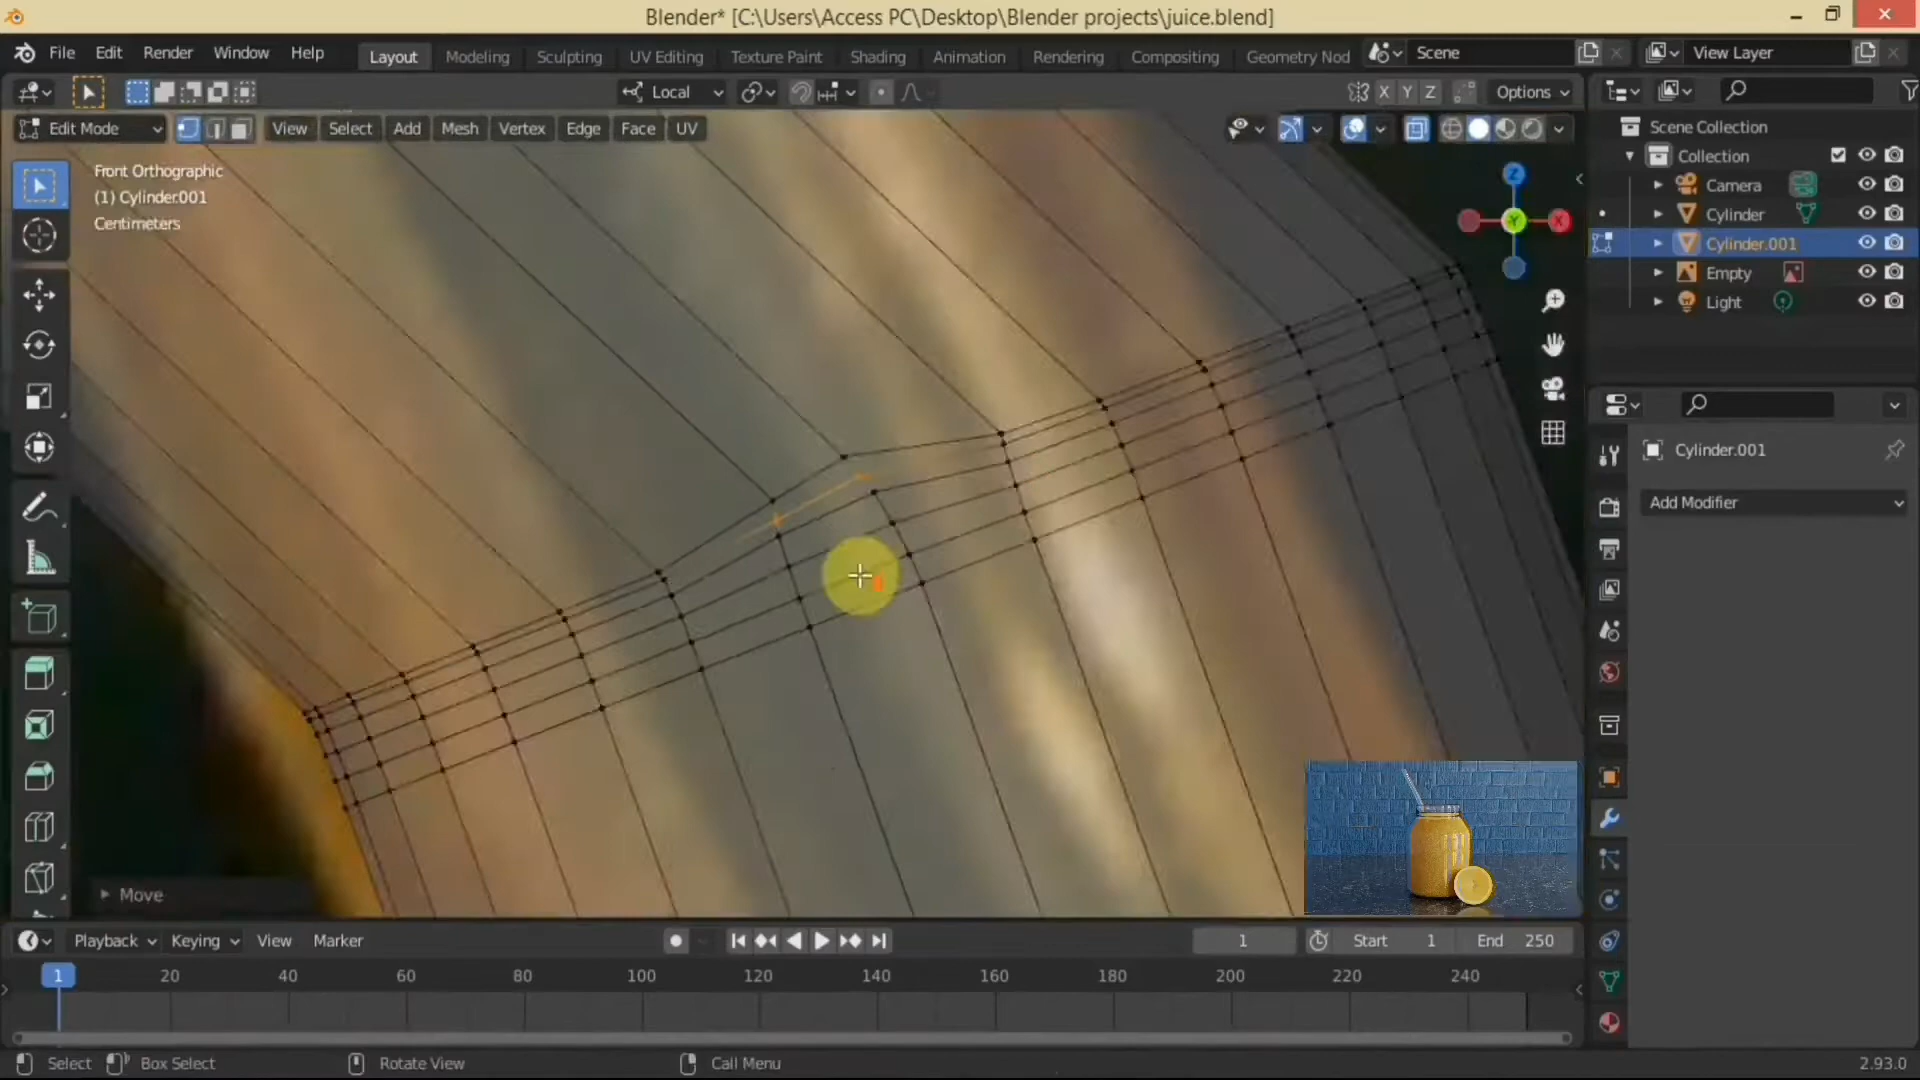 Blender* [C:\Users\Access PC\Desktop\Blender projects\juice.blend]
File Edit Render Window Help Layout Modeling Sculpting UV Editing Texture Paint Shading Animation Rendering Compositing Geometry Nod Scene View Layer
Local X Y Z Options
Edit Mode View Select Add Mesh Vertex Edge Face UV
Scene Collection
Collection
Camera
Cylinder
Cylinder.001
Empty
Light
Front Orthographic
(1) Cylinder.001
Centimeters
Z
Y
X
Cylinder.001
Add Modifier
Move
Playback Keying View Marker 1 Start 1 End 250
1 20 40 60 80 100 120 140 160 180 200 220 240
Select Box Select Rotate View Call Menu 2.93.0